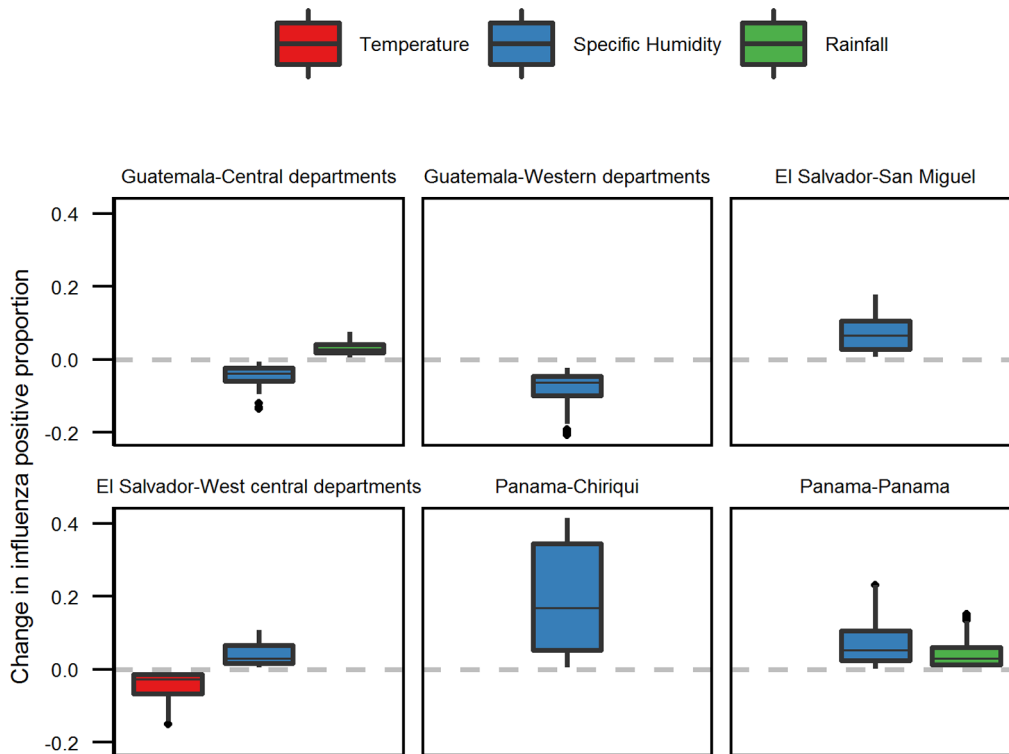 Temperature Specific Humidity Rainfall
Guatemala-Central departments Guatemala-Western departments El Salvador-San Miguel
0.4
0.2
0.0
-0.2
Change in influenza positive proportion
El Salvador-West central departments Panama-Chiriqui Panama-Panama
0.4
0.2
0.0
-0.2